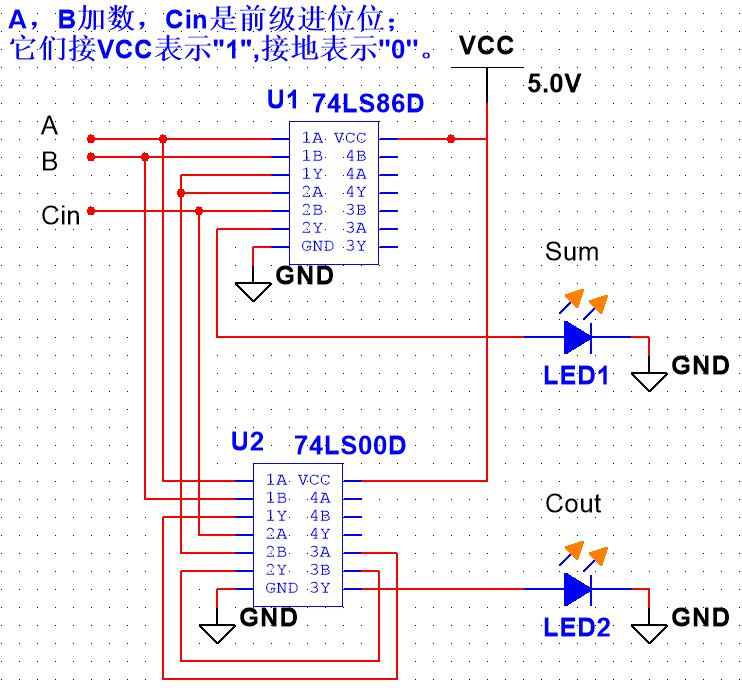 A，B加数，Cin是前级进位位；
它们接VCC表示"1",接地表示"0"。
VCC
5.0V
U1 74LS86D
A
B
Cin
1A VCC
1B 4B
1Y 4A
2A 4Y
2B 3B
2Y 3A
GND 3Y
GND
Sum
LED1
GND
U2 74LS00D
1A VCC
1B 4A
1Y 4B
2A 4Y
2B 3A
2Y 3B
GND 3Y
GND
Cout
LED2
GND